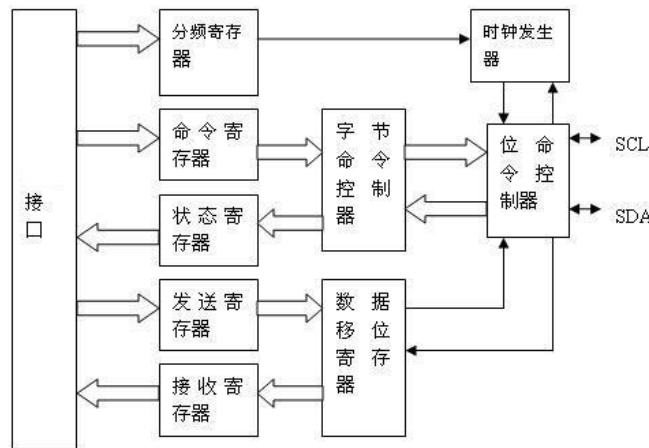 接
口
分频寄存
器
时钟发生
器
命令寄
存器
字节
命令
控制
器
位命
令控
制器
SCL
SDA
状态寄
存器
发送寄
存器
数据
移位
寄存
器
接收寄
存器